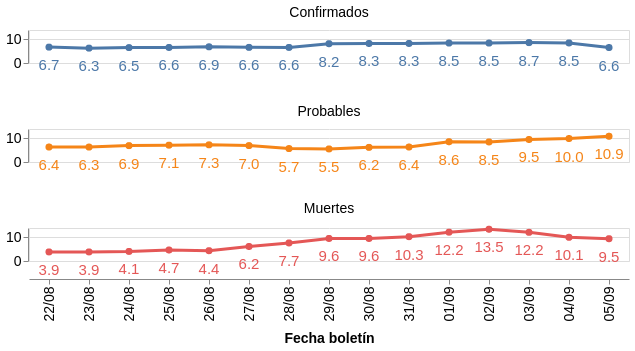 Confirmados
10
0
6.7 6.3 6.5 6.6 6.9 6.6 6.6 8.2 8.3 8.3 8.5 8.5 8.7 8.5 6.6
Probables
10
0
6.4 6.3 6.9 7.1 7.3 7.0 5.7 5.5 6.2 6.4 8.6 8.5 9.5 10.0 10.9
Muertes
10
0
3.9 3.9 4.1 4.7 4.4 6.2 7.7 9.6 9.6 10.3 12.2 13.5 12.2 10.1 9.5
22/08 23/08 24/08 25/08 26/08 27/08 28/08 29/08 30/08 31/08 01/09 02/09 03/09 04/09 05/09
Fecha boletín